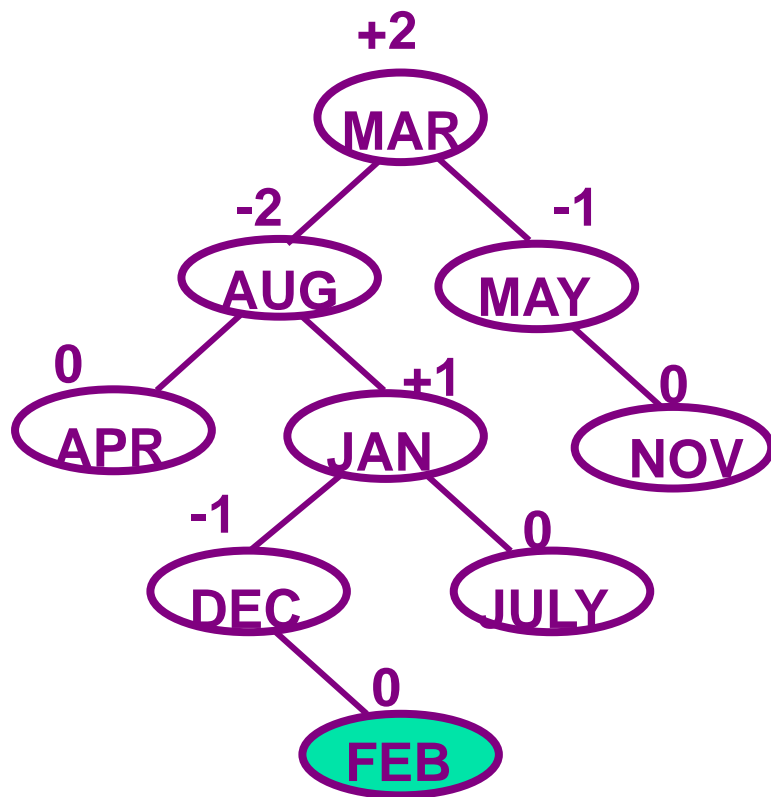 +2
MAR
-2 -1
AUG MAY
0 +1 0
APR JAN NOV
-1 0
DEC JULY
0
FEB